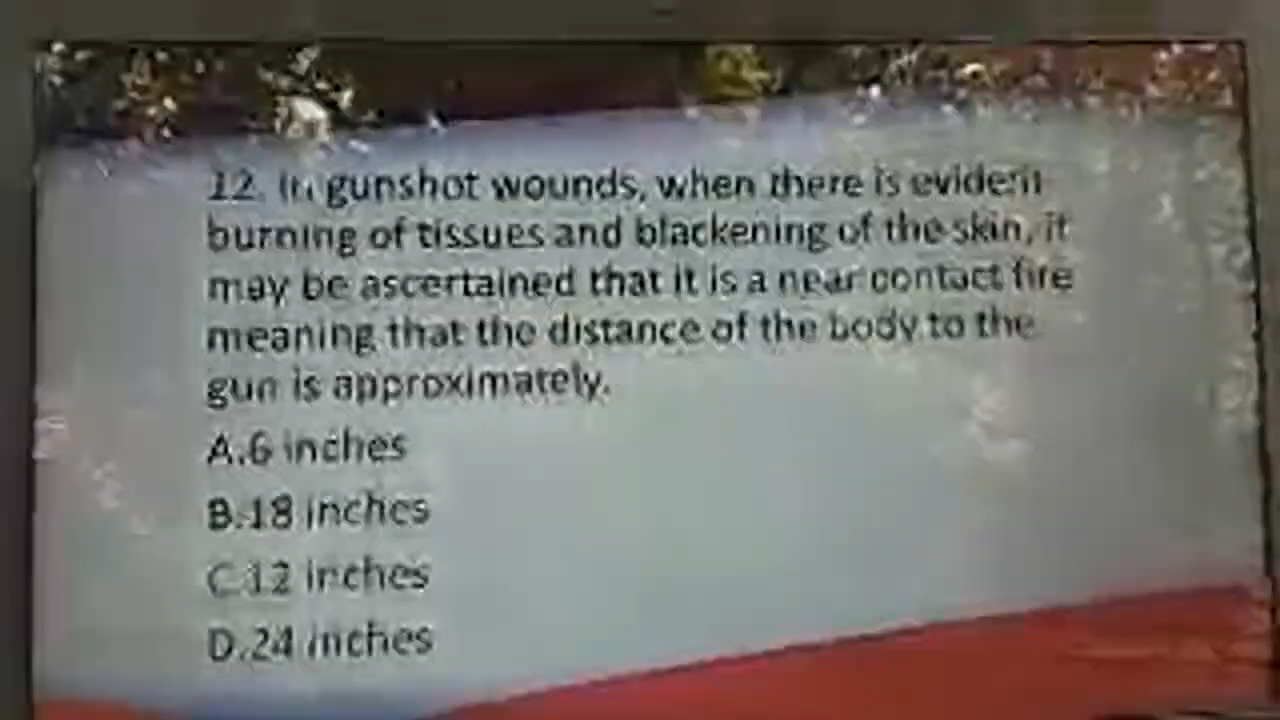 12. In gunshot wounds, when there is evident
burning of tissues and blackening of the skin, it
may be ascertained that it is a near contact fire
meaning that the distance of the body to the
gun is approximately.
A.6 inches
B.18 inches
C.12 inches
D.24 inches